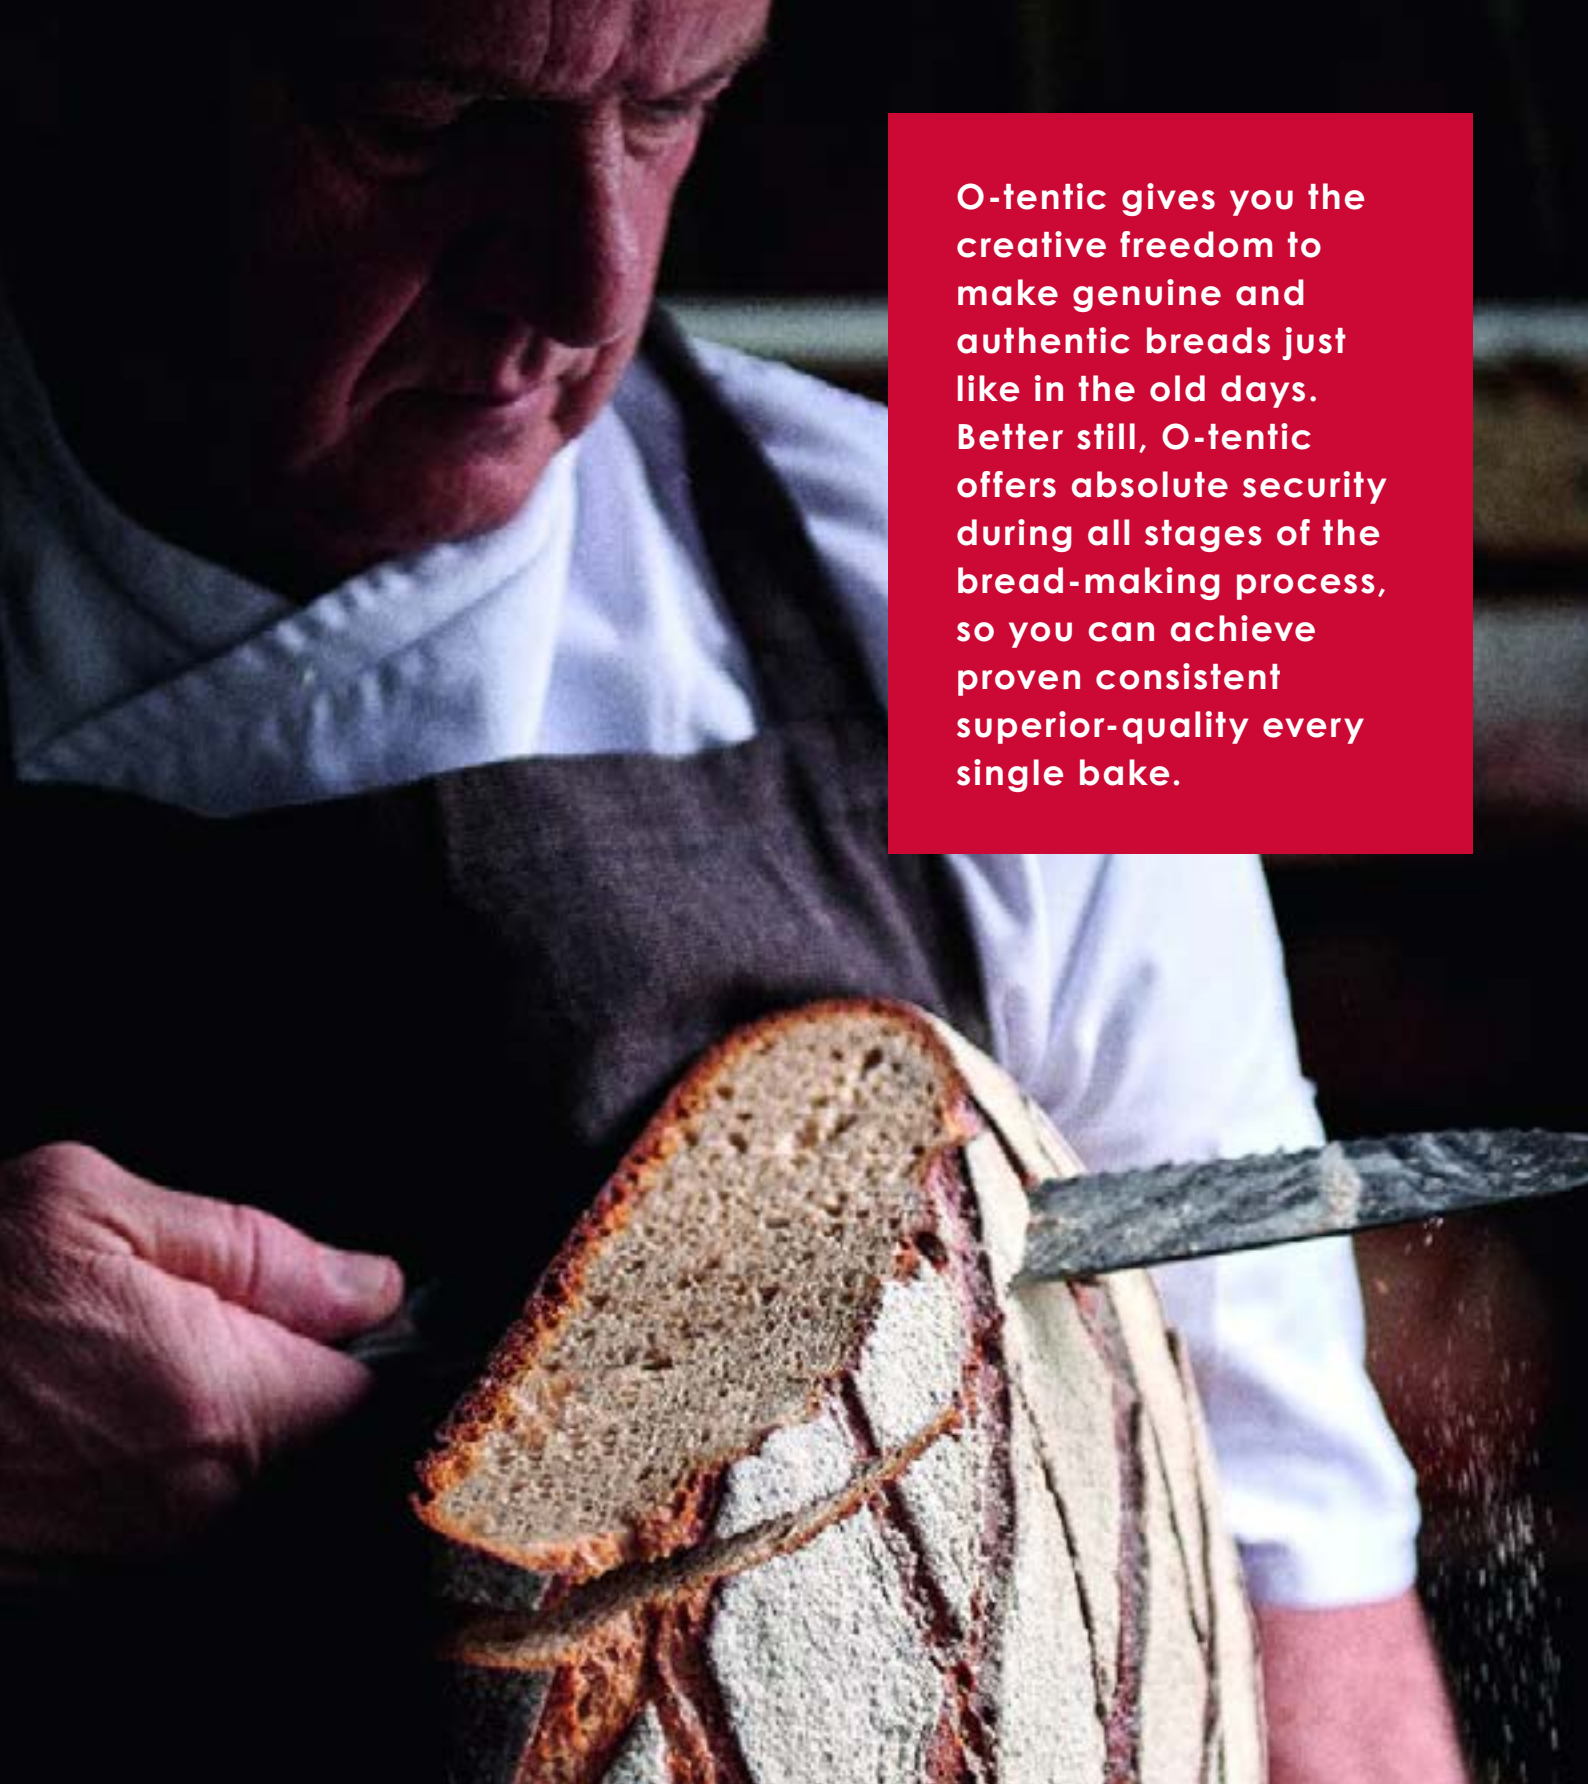 O-tentic gives you the
creative freedom to
make genuine and
authentic breads just
like in the old days.
Better still, O-tentic
offers absolute security
during all stages of the
bread-making process,
so you can achieve
proven consistent
superior-quality every
single bake.